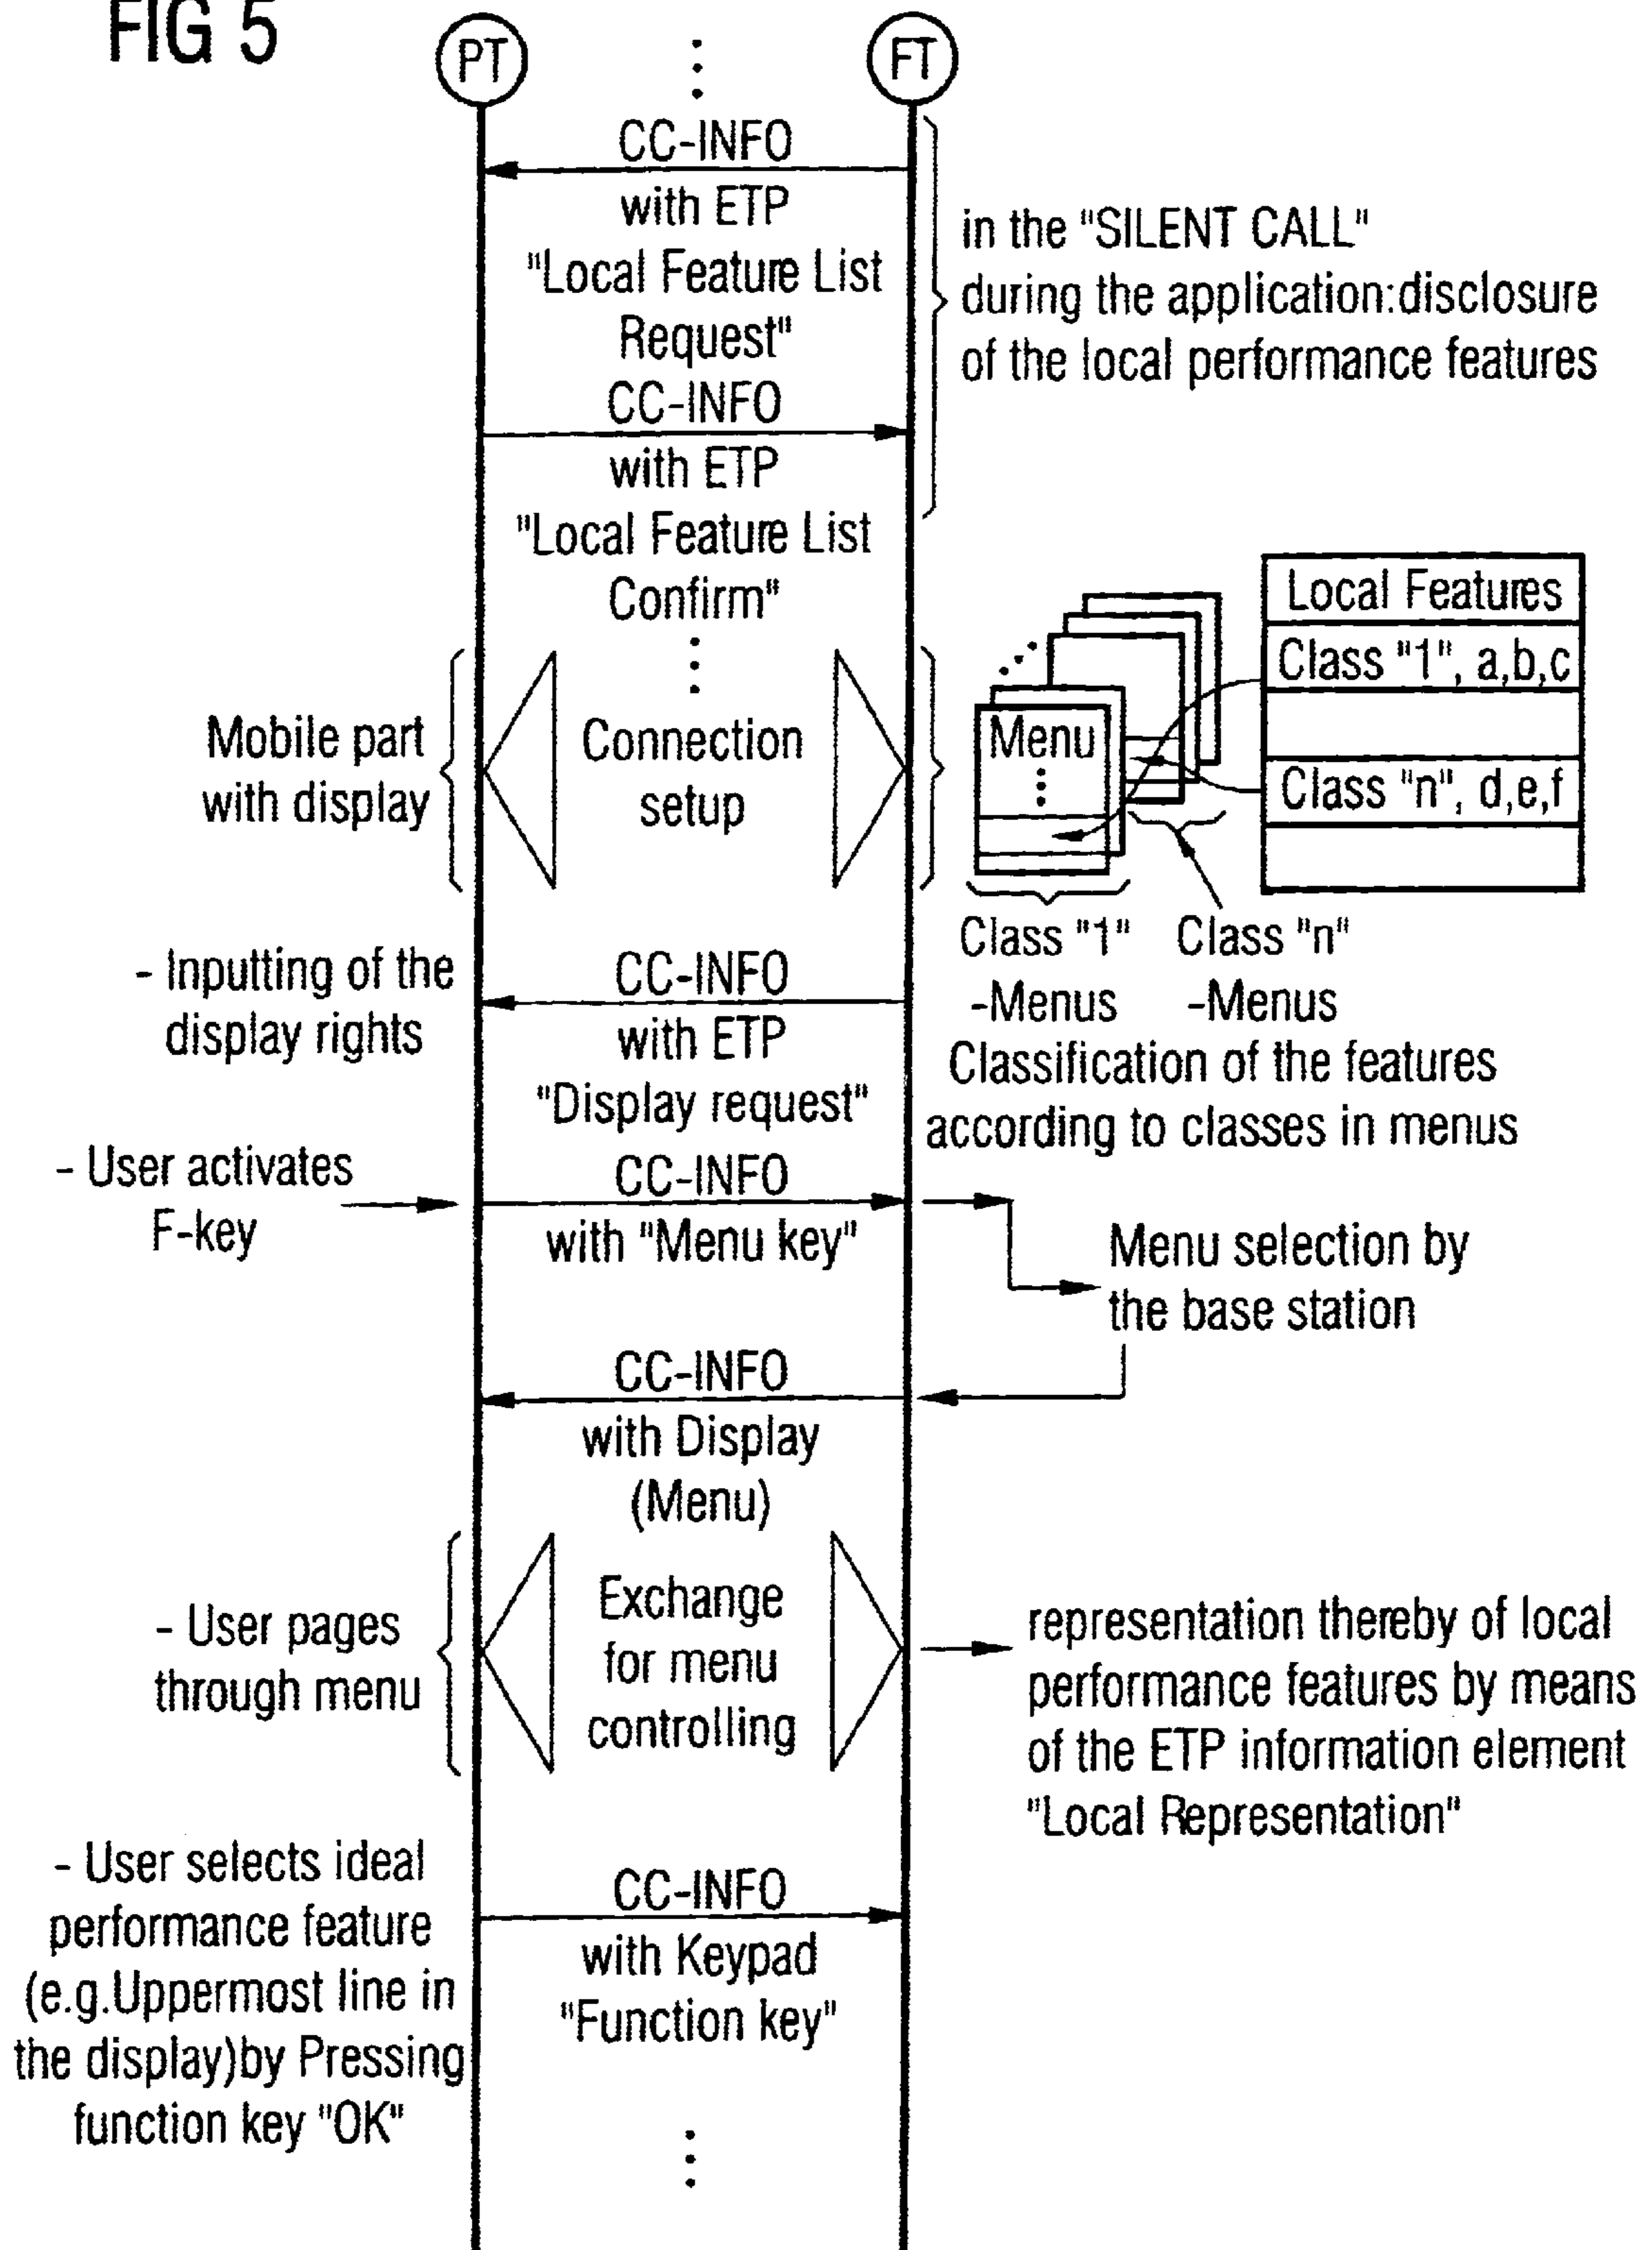 FIG 5
PT
FT
CC-INFO
with ETP
"Local Feature List
Request"
in the "SILENT CALL"
during the application:disclosure
of the local performance features
CC-INFO
with ETP
"Local Feature List
Confirm"
Mobile part
with display
Connection
setup
Menu
Local Features
Class "1", a,b,c
Class "n", d,e,f
Class "1"
-Menus
Class "n"
-Menus
Classification of the features
according to classes in menus
- Inputting of the
display rights
CC-INFO
with ETP
"Display request"
- User activates
F-key
CC-INFO
with "Menu key"
Menu selection by
the base station
CC-INFO
with Display
(Menu)
- User pages
through menu
Exchange
for menu
controlling
representation thereby of local
performance features by means
of the ETP information element
"Local Representation"
- User selects ideal
performance feature
(e.g.Uppermost line in
the display)by Pressing
function key "OK"
CC-INFO
with Keypad
"Function key"